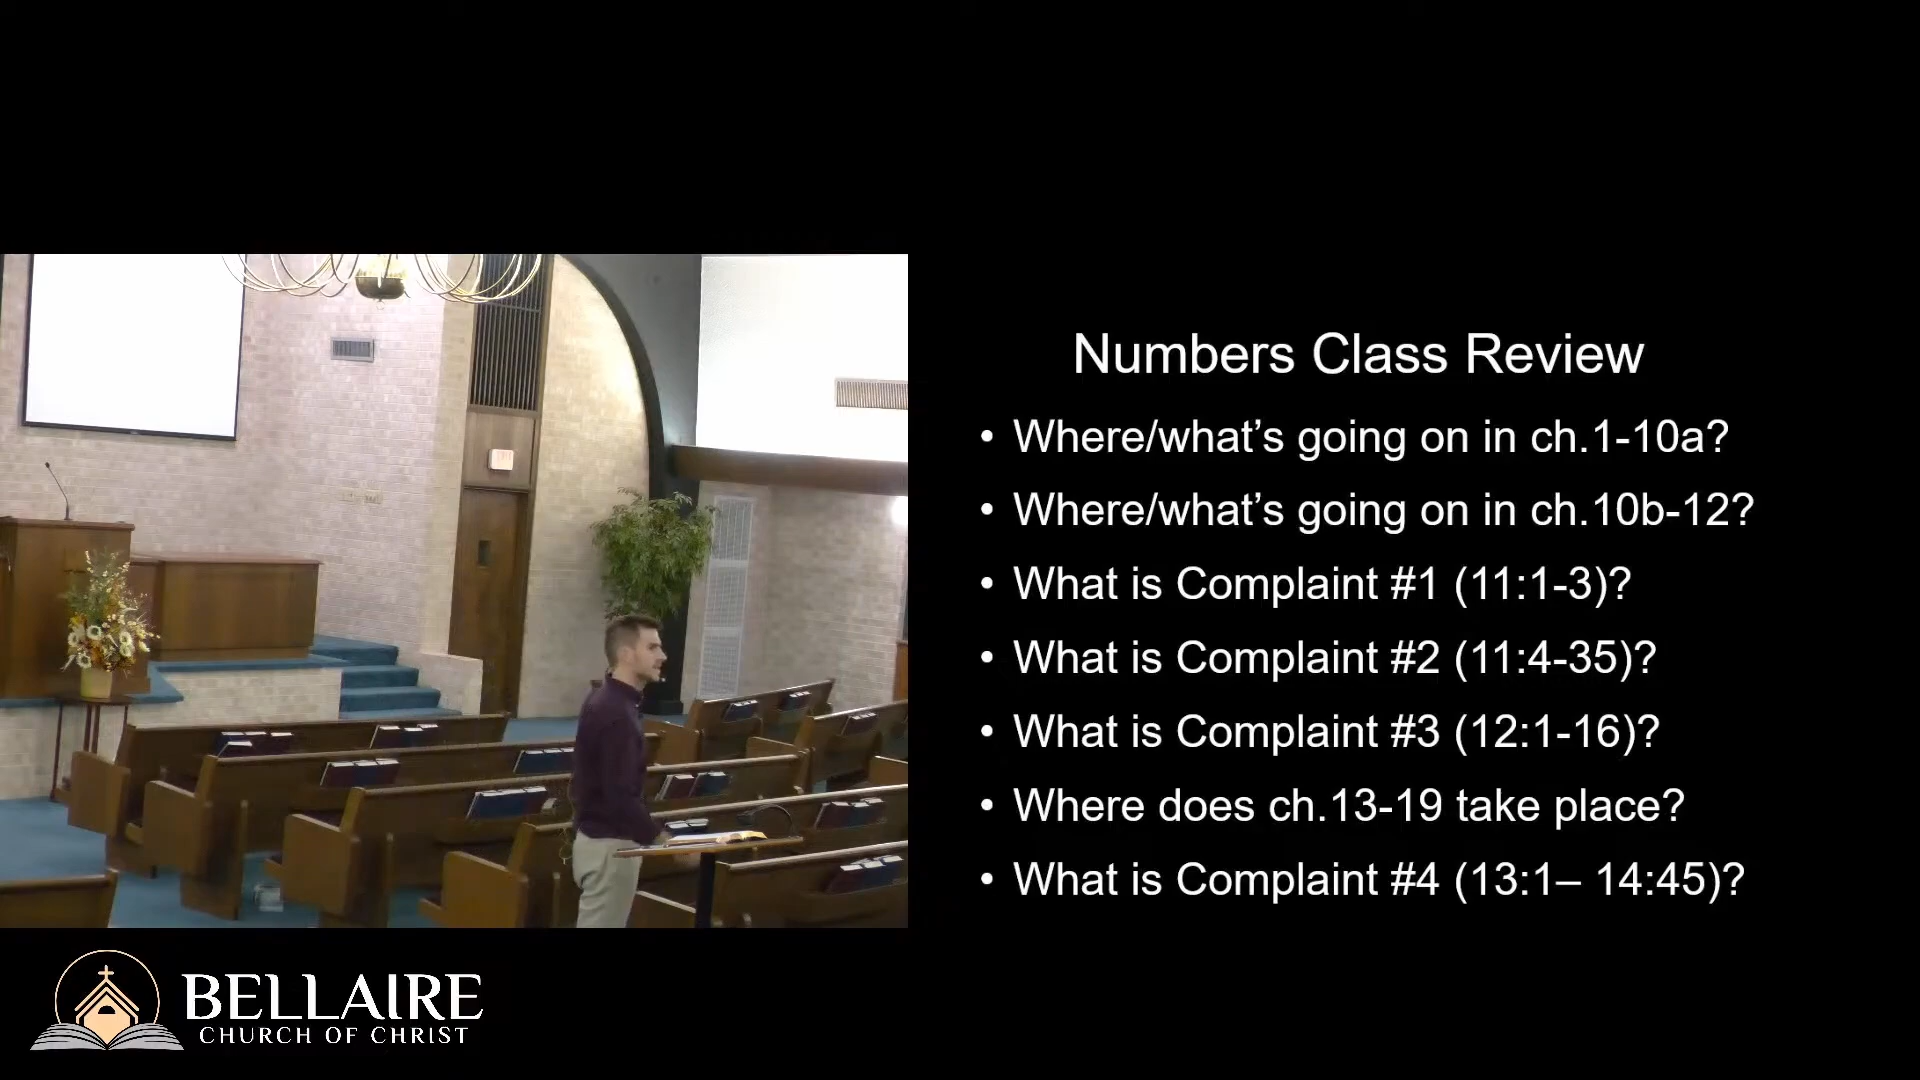 Numbers Class Review
• Where/what’s going on in ch.1-10a?
• Where/what’s going on in ch.10b-12?
• What is Complaint #1 (11:1-3)?
• What is Complaint #2 (11:4-35)?
• What is Complaint #3 (12:1-16)?
• Where does ch.13-19 take place?
• What is Complaint #4 (13:1– 14:45)?
BELLAIRE
CHURCH OF CHRIST